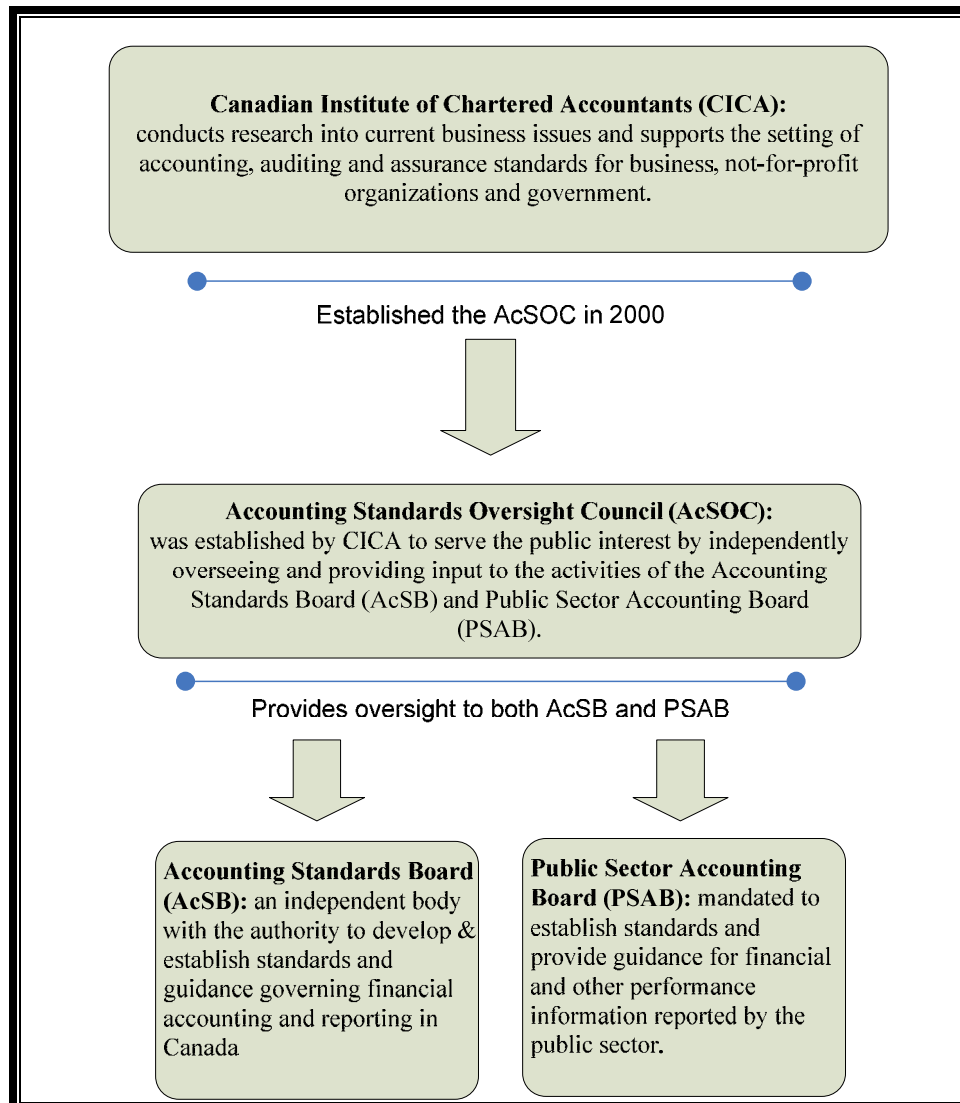 Canadian Institute of Chartered Accountants (CICA):
conducts research into current business issues and supports the setting of
accounting, auditing and assurance standards for business, not-for-profit
organizations and government.
Established the AcSOC in 2000
Accounting Standards Oversight Council (AcSOC):
was established by CICA to serve the public interest by independently
overseeing and providing input to the activities of the Accounting
Standards Board (AcSB) and Public Sector Accounting Board
(PSAB).
Provides oversight to both AcSB and PSAB
Accounting Standards Board
(AcSB): an independent body
with the authority to develop &
establish standards and
guidance governing financial
accounting and reporting in
Canada
Public Sector Accounting
Board (PSAB): mandated to
establish standards and
provide guidance for financial
and other performance
information reported by the
public sector.